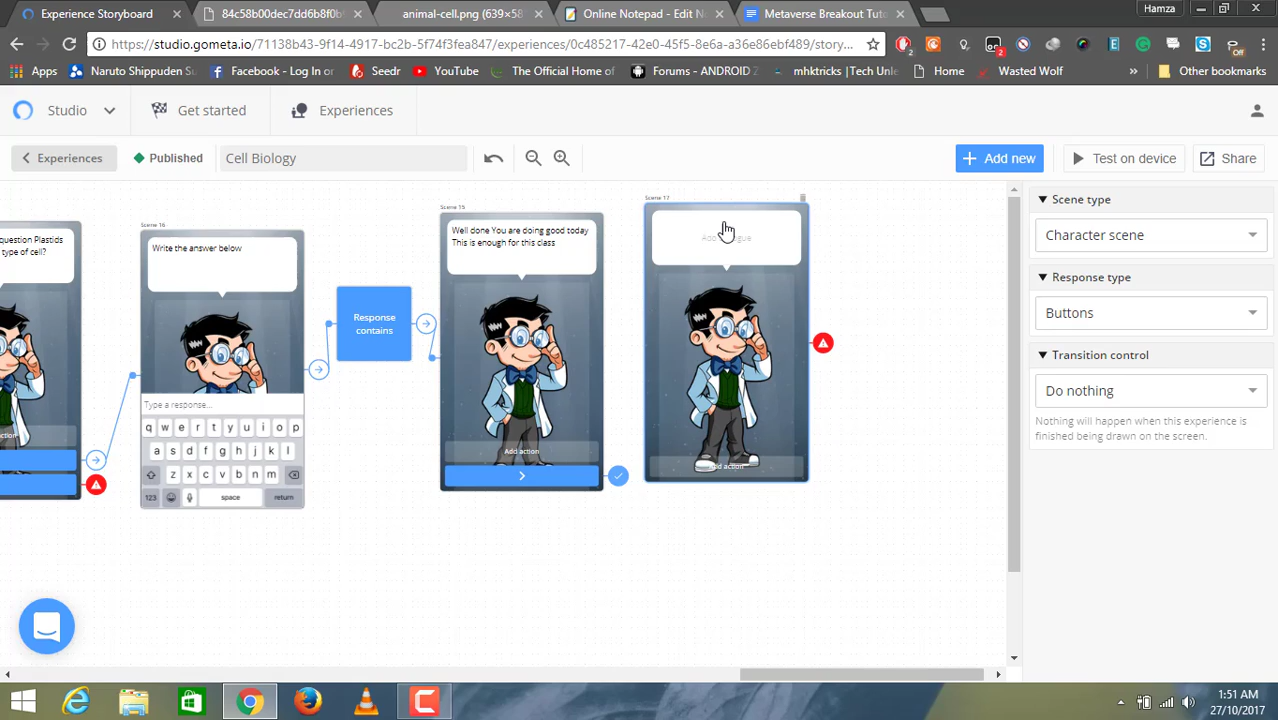 Hamza
Experience Storyboard
84c58b00dec7dd6b8f0b
animal-cell.png (639×58
Online Notepad - Edit N
Metaverse Breakout Tuto
https://studio.gometa.io/71138b43-9f14-4917-bc2b-5f74f3fea847/experiences/0c485217-42e0-45f5-8e6a-a36e86ebf489/story...
2
2
Off
Apps
Naruto Shippuden Su
Facebook - Log In or
Seedr
YouTube
The Official Home of
Forums - ANDROID Z
mhktricks |Tech Unle
Home
Wasted Wolf
»
Other bookmarks
Studio
Get started
Experiences
Experiences
Published
Cell Biology
Add new
Test on device
Share
Scene 16
Scene 15
Scene 17
question Plastids
type of cell?
Write the answer below
Well done You are doing good today
This is enough for this class
Response
contains
Type a response...
q w e r t y u i o p
a s d f g h j k l
z x c v b n m
123 space return
Add action
Add action
Scene type
Character scene
Response type
Buttons
Transition control
Do nothing
Nothing will happen when this experience is
finished being drawn on the screen.
1:51 AM
27/10/2017